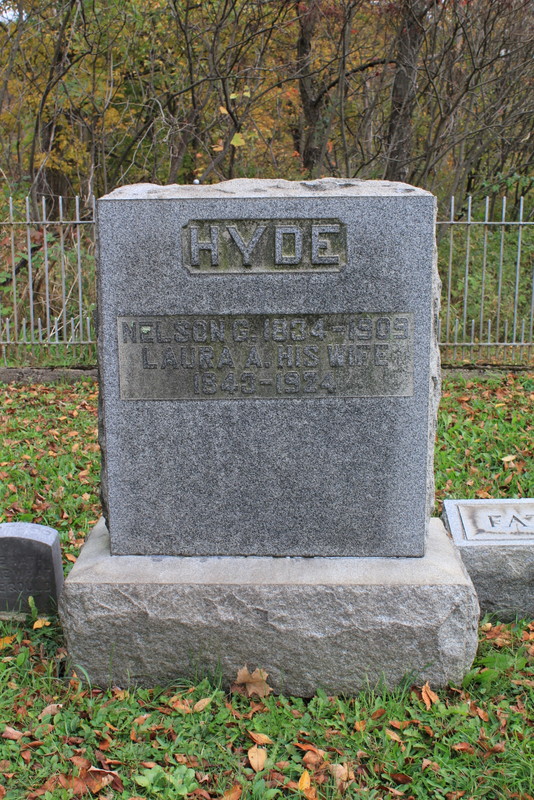 HYDE
NELSON G. 1834-1909
LAURA A. HIS WIFE
1843-1924